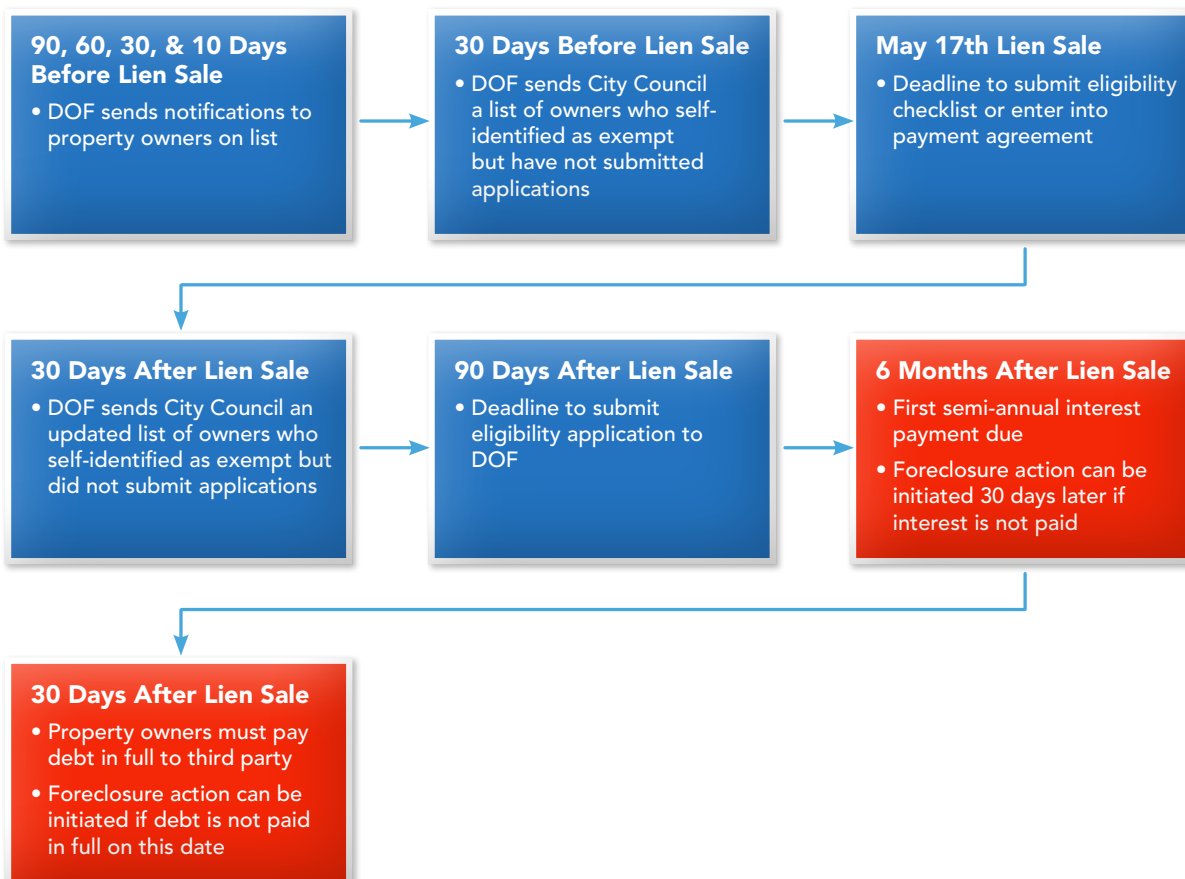 90, 60, 30, & 10 Days
Before Lien Sale
• DOF sends notifications to
property owners on list
30 Days Before Lien Sale
• DOF sends City Council
a list of owners who self-
identified as exempt
but have not submitted
applications
May 17th Lien Sale
• Deadline to submit eligibility
checklist or enter into
payment agreement
30 Days After Lien Sale
• DOF sends City Council an
updated list of owners who
self-identified as exempt but
did not submit applications
90 Days After Lien Sale
• Deadline to submit
eligibility application to
DOF
6 Months After Lien Sale
• First semi-annual interest
payment due
• Foreclosure action can be
initiated 30 days later if
interest is not paid
30 Days After Lien Sale
• Property owners must pay
debt in full to third party
• Foreclosure action can be
initiated if debt is not paid
in full on this date